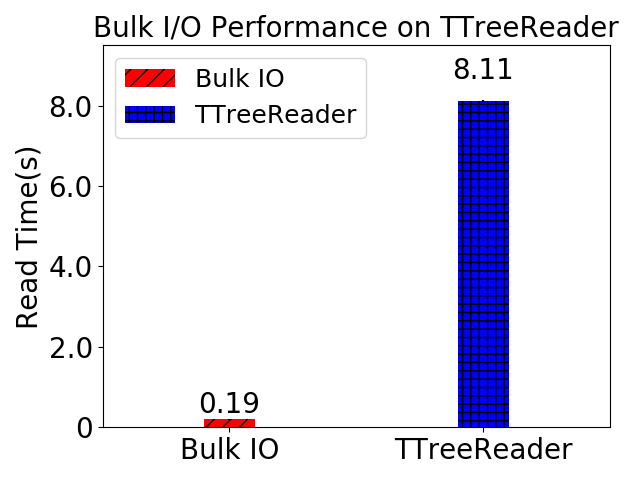 Bulk I/O Performance on TTreeReader
Bulk IO
TTreeReader
8.11
0.19
Read Time(s)
8.0
6.0
4.0
2.0
0
Bulk IO
TTreeReader